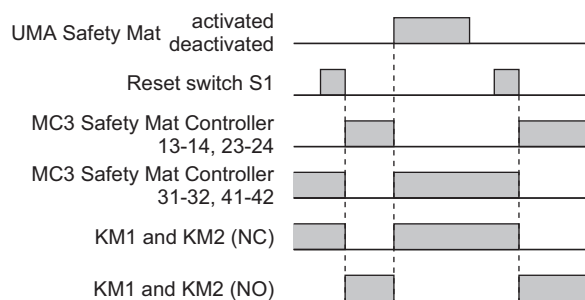 UMA Safety Mat activated
deactivated
Reset switch S1
MC3 Safety Mat Controller
13-14, 23-24
MC3 Safety Mat Controller
31-32, 41-42
KM1 and KM2 (NC)
KM1 and KM2 (NO)